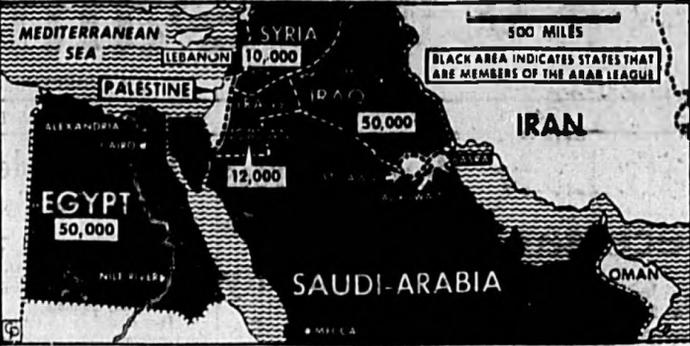 MEDITERRANEAN
SEA
SYRIA
10,000
LEBANON
500 MILES
BLACK AREA INDICATES STATES THAT
ARE MEMBERS OF THE ARAB LEAGUE
PALESTINE
IRAQ
IRAN
ALEXANDRIA
CAIRO
50,000
12,000
EGYPT
50,000
NILE RIVER
SAUDI-ARABIA
OMAN
MECCA
CP